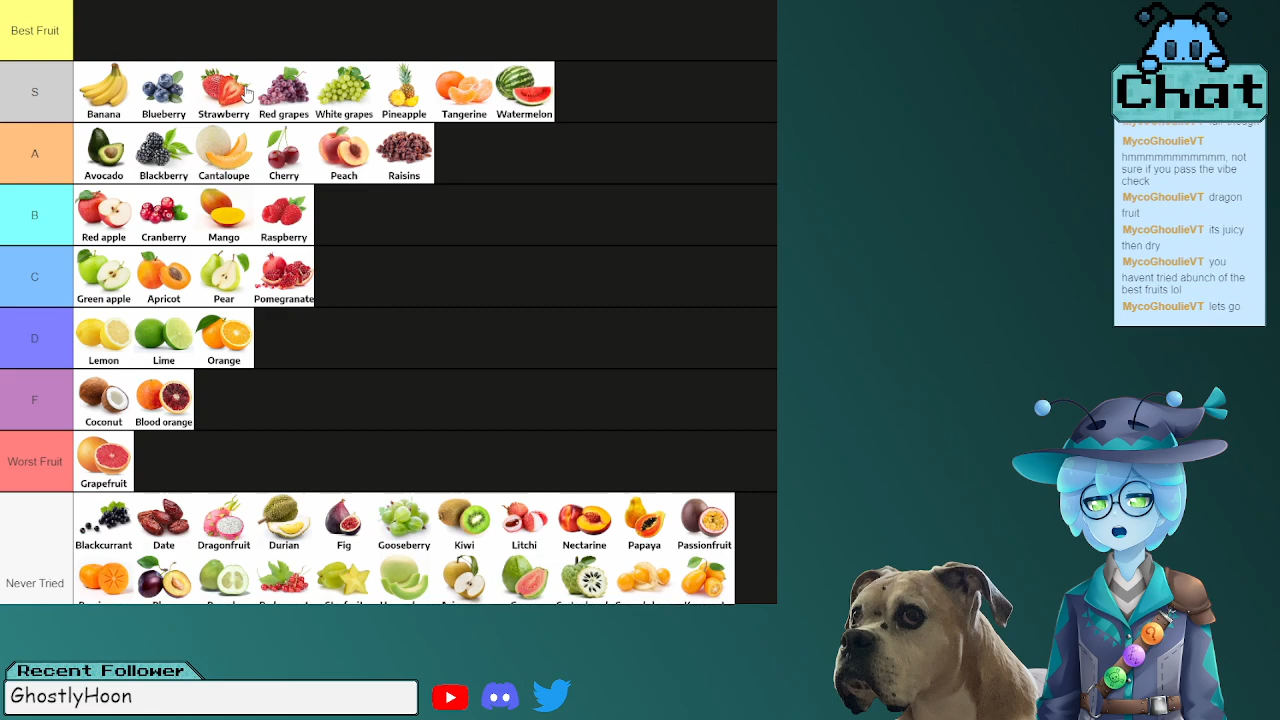 Best Fruit
S
Banana Blueberry Strawberry Red grapes White grapes Pineapple Tangerine Watermelon
A
Avocado Blackberry Cantaloupe Cherry Peach Raisins
B
Red apple Cranberry Mango Raspberry
C
Green apple Apricot Pear Pomegranate
D
Lemon Lime Orange
F
Coconut Blood orange
Worst Fruit
Grapefruit
Blackcurrant Date Dragonfruit Durian Fig Gooseberry Kiwi Litchi Nectarine Papaya Passionfruit
Never Tried
Chat
MycoGhoulieVT
hmmmmmmmmmmm, not
sure if you pass the vibe
check
MycoGhoulieVT dragon
fruit
MycoGhoulieVT its juicy
then dry
MycoGhoulieVT you
havent tried abunch of the
best fruits lol
MycoGhoulieVT lets go
Recent Follower
GhostlyHoon